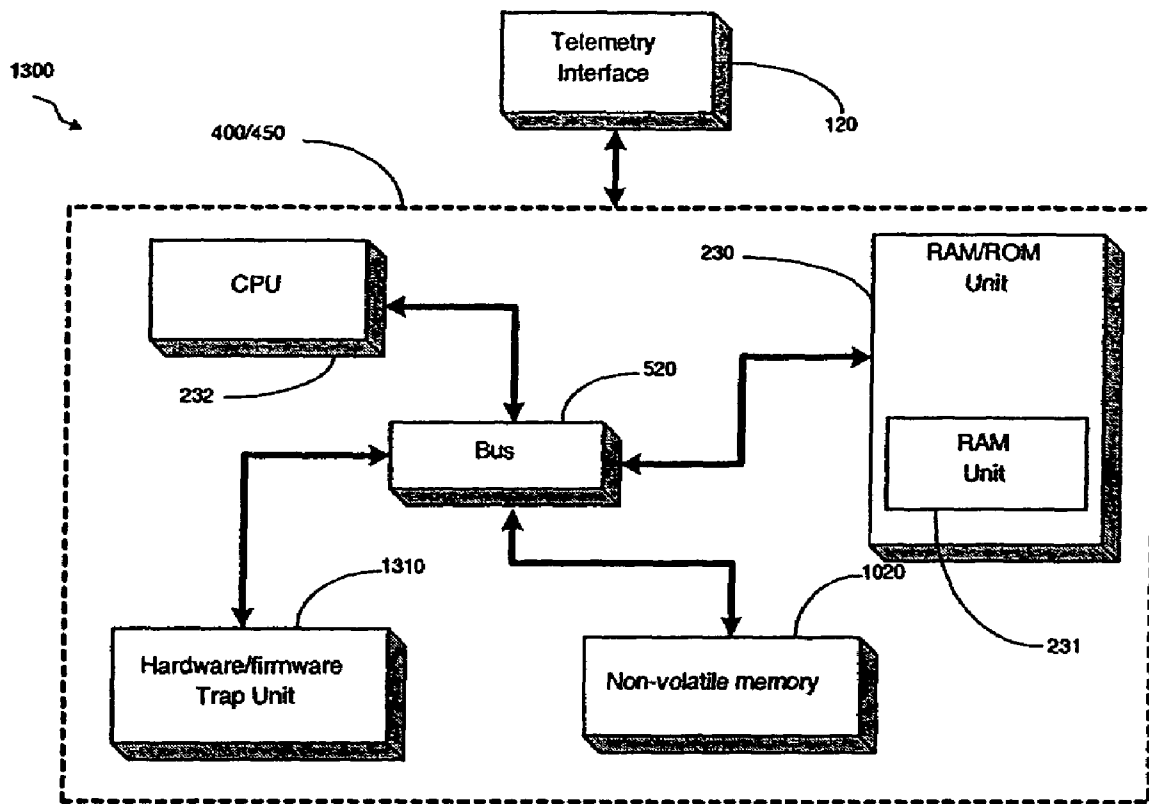 Telemetry
Interface
1300
120
400/450
CPU
230
RAM/ROM
Unit
232
520
Bus
RAM
Unit
1310
1020
231
Hardware/firmware
Trap Unit
Non-volatile memory